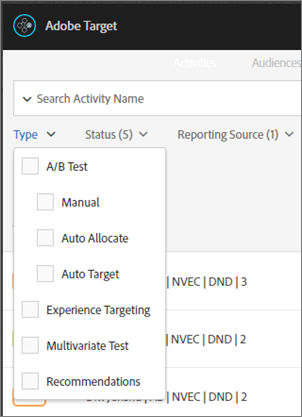 Adobe Target
Activities Audiences
Search Activity Name
Type Status (5) Reporting Source (1)
A/B Test
Manual
Auto Allocate
Auto Target
| NVEC | DND | 3
Experience Targeting
Multivariate Test
| NVEC | DND | 2
Recommendations
| NVEC | DND | 2